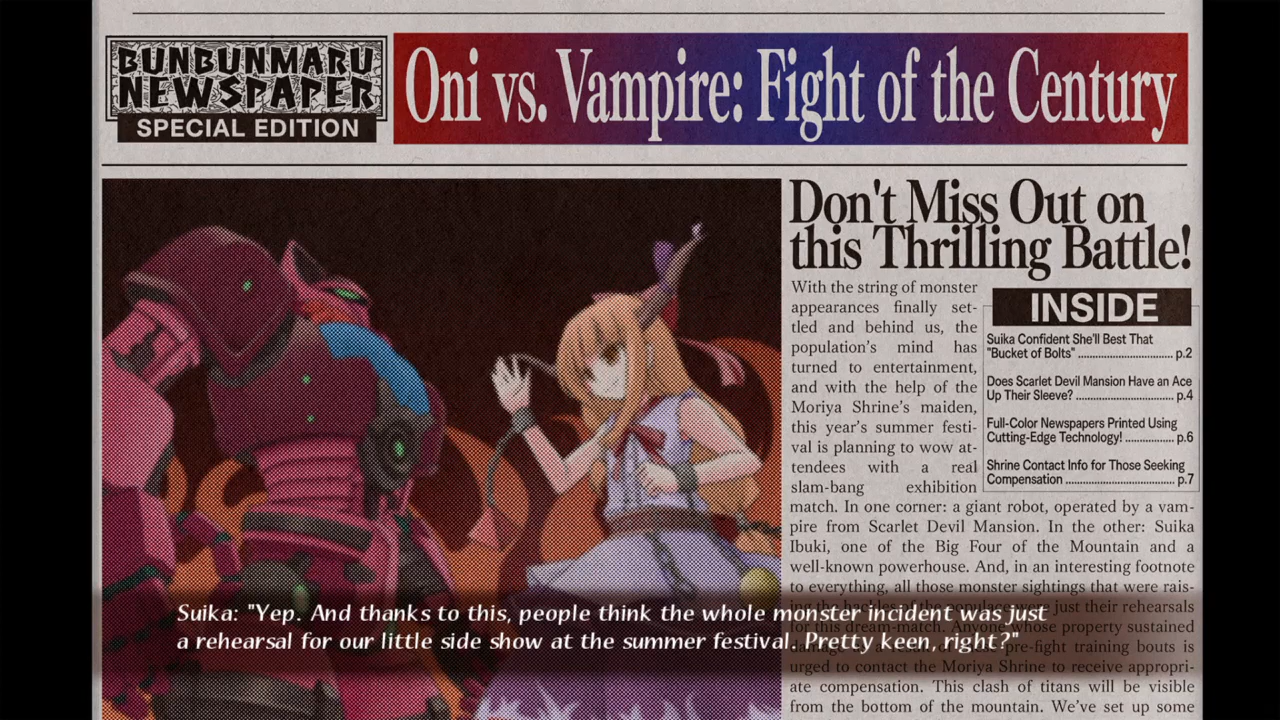 BUNBUNMARU
NEWSPAPER
SPECIAL EDITION
Oni vs. Vampire: Fight of the Century
Don't Miss Out on
this Thrilling Battle!
With the string of monster
appearances finally set-
tled and behind us, the
population's mind has
turned to entertainment,
and with the help of the
Moriya Shrine's maiden,
this year's summer festi-
val is planning to wow at-
tendees with a real
slam-bang exhibition
match. In one corner: a giant robot, operated by a vam-
pire from Scarlet Devil Mansion. In the other: Suika
Ibuki, one of the Big Four of the Mountain and a
well-known powerhouse. And, in an interesting footnote
to everything, all those monster sightings that were rais-
ing the hackles of the populace were just their rehearsals
for this dream match. Anyone whose property sustained
pre-fight training bouts is
urged to contact the Moriya Shrine to receive appropri-
ate compensation. This clash of titans will be visible
from the bottom of the mountain. We've set up some
INSIDE
Suika Confident She'll Best That
"Bucket of Bolts" ................................ p.2
Does Scarlet Devil Mansion Have an Ace
Up Their Sleeve? ................................. p.4
Full-Color Newspapers Printed Using
Cutting-Edge Technology! ................. p.6
Shrine Contact Info for Those Seeking
Compensation .................................... p.7
Suika: "Yep. And thanks to this, people think the whole monster incident was just
a rehearsal for our little side show at the summer festival. Pretty keen, right?"